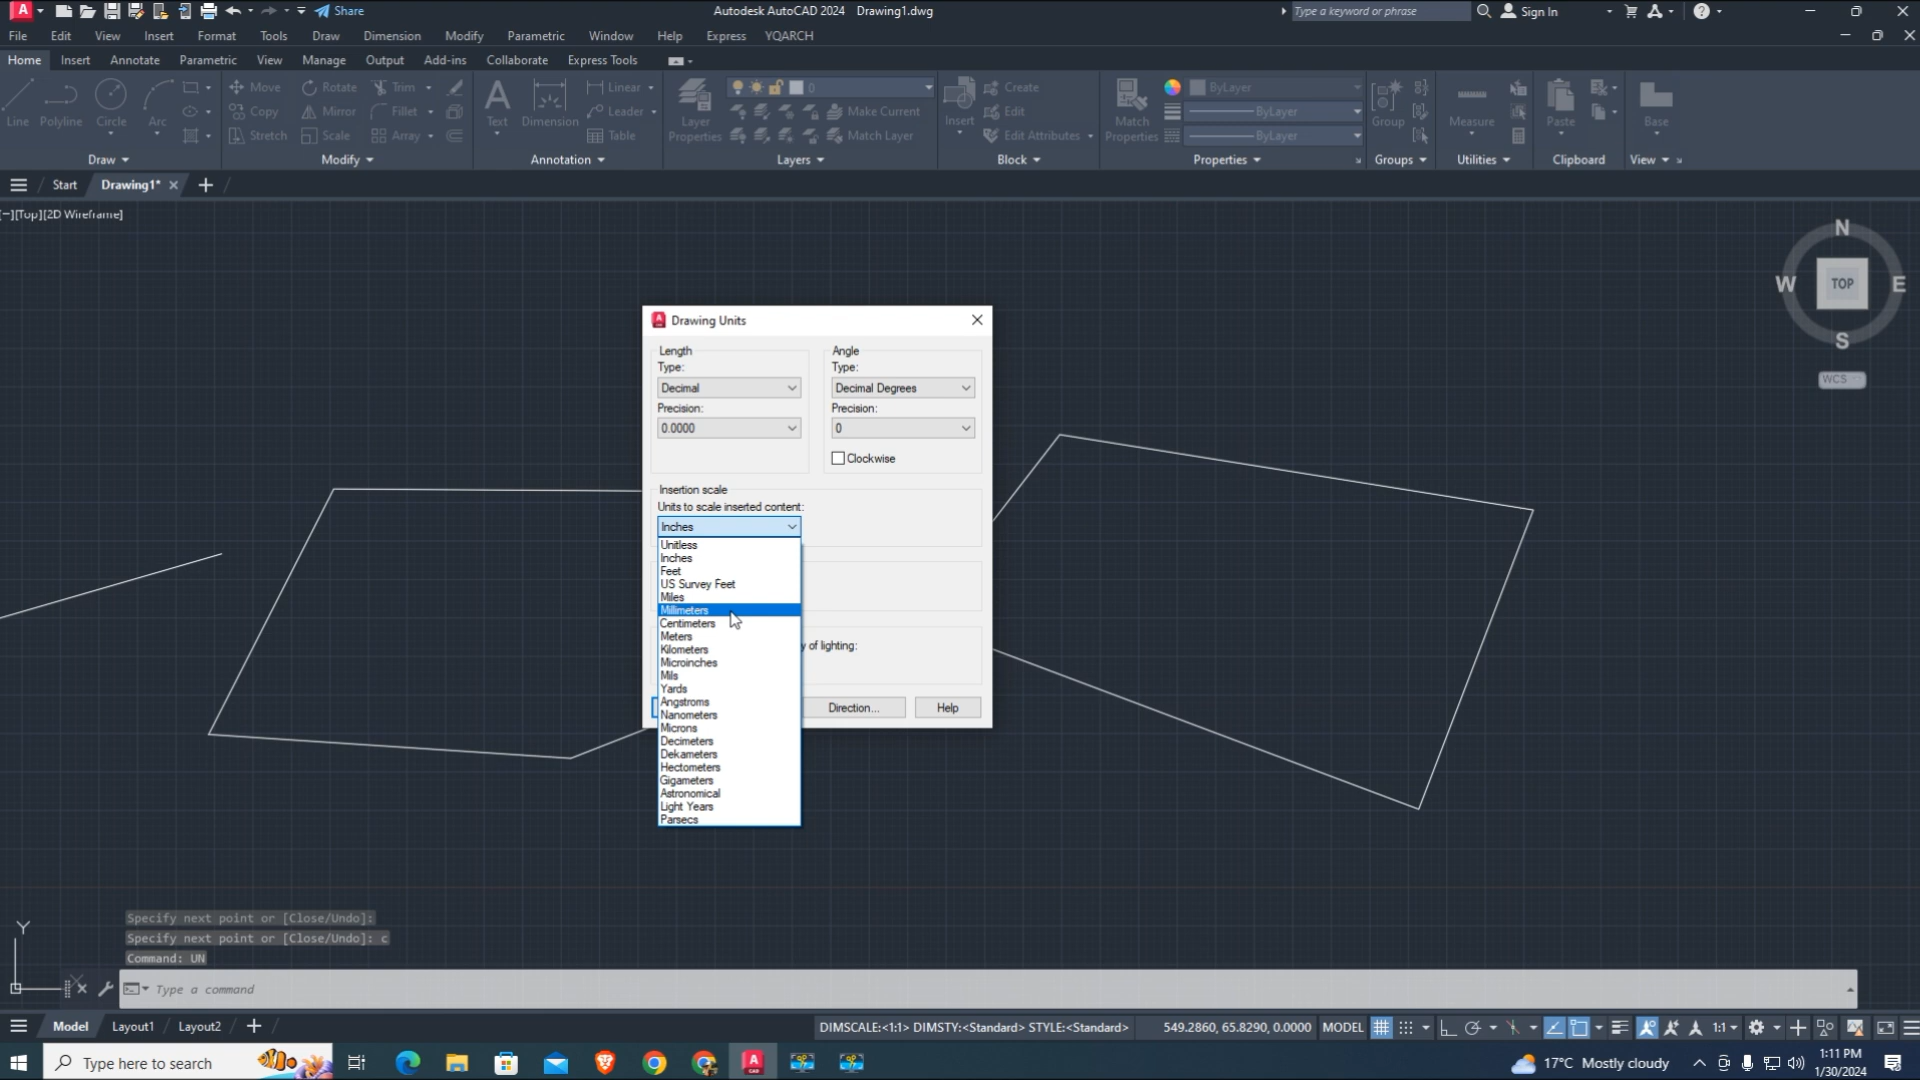 Share
Autodesk AutoCAD 2024 Drawing1.dwg
Type a keyword or phrase
Sign In
File Edit View Insert Format Tools Draw Dimension Modify Parametric Window Help Express YQARCH
Home Insert Annotate Parametric View Manage Output Add-ins Collaborate Express Tools
Line Polyline Circle Arc
Move Rotate Trim
Copy Mirror Fillet
Stretch Scale Array
Text Dimension
Linear
Leader
Table
Layer Properties
0
Make Current
Match Layer
Insert
Create
Edit
Edit Attributes
Match Properties
ByLayer
ByLayer
ByLayer
Group
Measure
Paste
Base
Draw Modify Annotation Layers Block Properties Groups Utilities Clipboard View
Start Drawing1*
[−][Top][2D Wireframe]
N
W TOP E
S
WCS
Drawing Units
Length
Type:
Decimal
Precision:
0.0000
Angle
Type:
Decimal Degrees
Precision:
0
Clockwise
Insertion scale
Units to scale inserted content:
Inches
Unitless
Inches
Feet
US Survey Feet
Miles
Millimeters
Centimeters
Meters
Kilometers
Microinches
Mils
Yards
Angstroms
Nanometers
Microns
Decimeters
Dekameters
Hectometers
Gigameters
Astronomical
Light Years
Parsecs
y of lighting:
Direction...
Help
Y
Specify next point or [Close/Undo]:
Specify next point or [Close/Undo]: c
Command: UN
Type a command
Model Layout1 Layout2
DIMSCALE:<1:1> DIMSTY:<Standard> STYLE:<Standard>
549.2860, 65.8290, 0.0000 MODEL
1:1
Type here to search
17°C Mostly cloudy
1:11 PM
1/30/2024